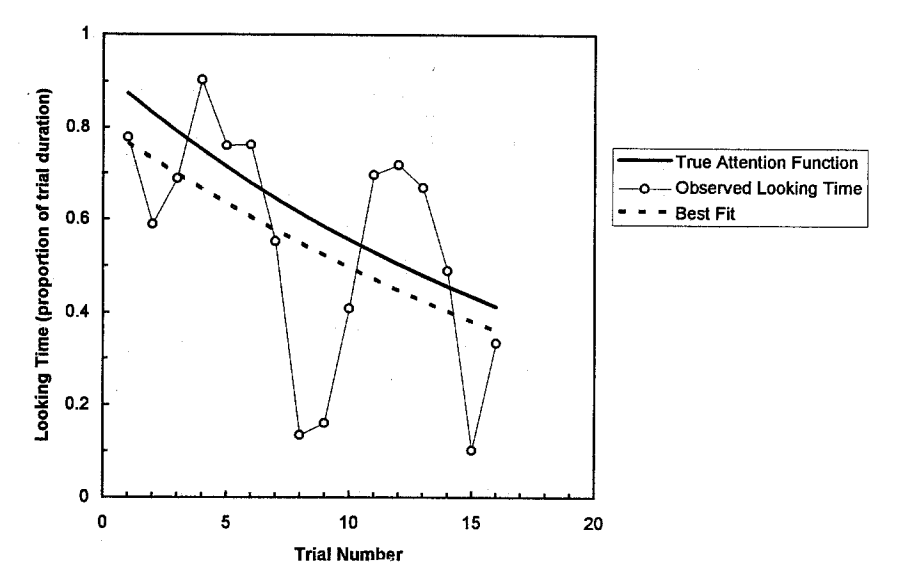 1
0.8
0.6
0.4
0.2
0
0
5
10
15
20
Looking Time (proportion of trial duration)
Trial Number
True Attention Function
Observed Looking Time
Best Fit